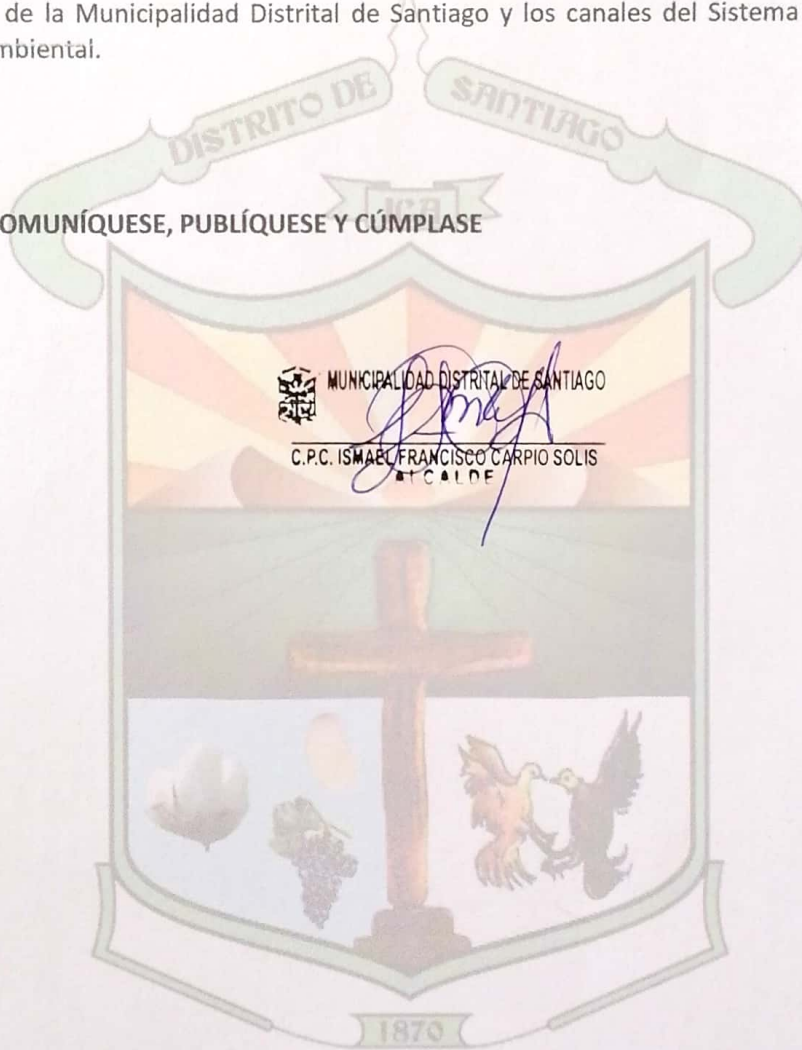 de la Municipalidad Distrital de Santiago y los canales del Sistema
mbiental.
DISTRITO DE SANTIAGO
ICA
OMUNÍQUESE, PUBLÍQUESE Y CÚMPLASE
MUNICIPALIDAD DISTRITAL DE SANTIAGO
C.P.C. ISMAEL FRANCISCO CARPIO SOLIS
ALCALDE
1870